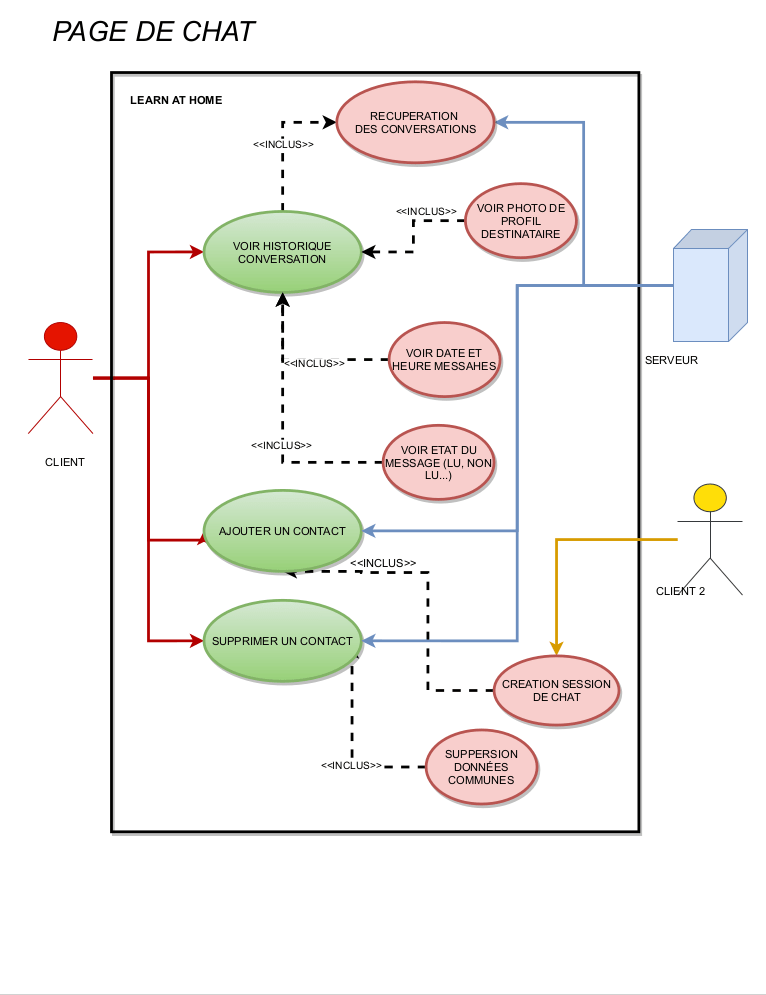 PAGE DE CHAT
LEARN AT HOME
RECUPERATION
DES CONVERSATIONS
<<INCLUS>>
VOIR PHOTO DE
PROFIL
DESTINATAIRE
<<INCLUS>>
VOIR HISTORIQUE
CONVERSATION
SERVEUR
VOIR DATE ET
HEURE MESSAHES
<<INCLUS>>
CLIENT
VOIR ETAT DU
MESSAGE (LU, NON
LU...)
<<INCLUS>>
AJOUTER UN CONTACT
<<INCLUS>>
CLIENT 2
SUPPRIMER UN CONTACT
CREATION SESSION
DE CHAT
SUPPERSION
DONNÉES
COMMUNES
<<INCLUS>>